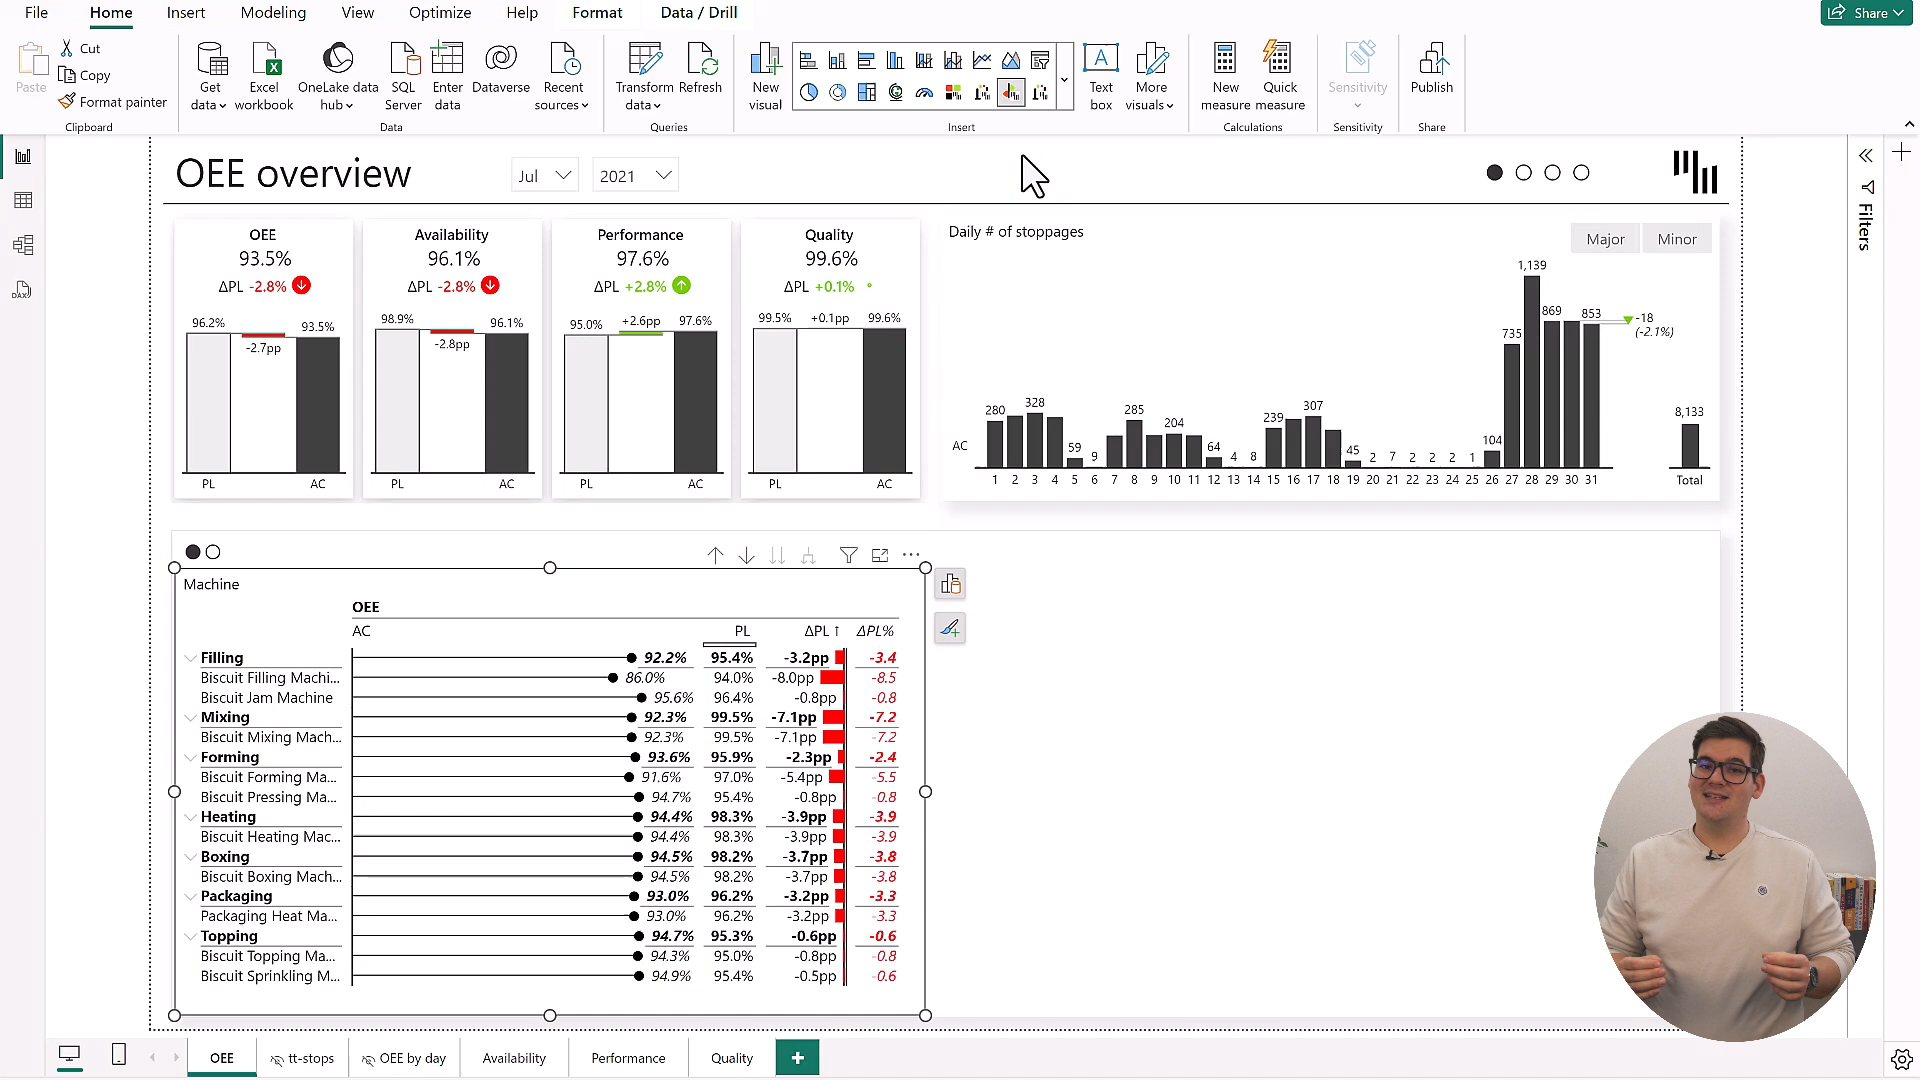 File Home Insert Modeling View Optimize Help Format Data / Drill Share
Paste Cut Copy Format painter
Get data Excel workbook OneLake data hub SQL Server Enter data Dataverse Recent sources
Transform data Refresh New visual Text box More visuals New measure Quick measure Sensitivity Publish
Clipboard Data Queries Insert Calculations Sensitivity Share
DAX
OEE overview Jul 2021
Filters
OEE
93.5%
ΔPL -2.8%
96.2% 93.5%
-2.7pp
PL AC
Availability
96.1%
ΔPL -2.8%
98.9% 96.1%
-2.8pp
PL AC
Performance
97.6%
ΔPL +2.8%
95.0% +2.6pp 97.6%
PL AC
Quality
99.6%
ΔPL +0.1%
99.5% +0.1pp 99.6%
PL AC
Daily # of stoppages Major Minor
280 328 59 9 285 204 64 4 8 239 307 45 2 7 2 2 2 1 104 735 1,139 869 853 -18 (-2.1%) 8,133
AC
1 2 3 4 5 6 7 8 9 10 11 12 13 14 15 16 17 18 19 20 21 22 23 24 25 26 27 28 29 30 31 Total
Machine
OEE
AC PL ΔPL ΔPL%
Filling 92.2% 95.4% -3.2pp -3.4
Biscuit Filling Machi... 86.0% 94.0% -8.0pp -8.5
Biscuit Jam Machine 95.6% 96.4% -0.8pp -0.8
Mixing 92.3% 99.5% -7.1pp -7.2
Biscuit Mixing Mach... 92.3% 99.5% -7.1pp -7.2
Forming 93.6% 95.9% -2.3pp -2.4
Biscuit Forming Ma... 91.6% 97.0% -5.4pp -5.5
Biscuit Pressing Ma... 94.7% 95.4% -0.8pp -0.8
Heating 94.4% 98.3% -3.9pp -3.9
Biscuit Heating Mac... 94.4% 98.3% -3.9pp -3.9
Boxing 94.5% 98.2% -3.7pp -3.8
Biscuit Boxing Mach... 94.5% 98.2% -3.7pp -3.8
Packaging 93.0% 96.2% -3.2pp -3.3
Packaging Heat Ma... 93.0% 96.2% -3.2pp -3.3
Topping 94.7% 95.3% -0.6pp -0.6
Biscuit Topping Ma... 94.3% 95.0% -0.8pp -0.8
Biscuit Sprinkling M... 94.9% 95.4% -0.5pp -0.6
OEE tt-stops OEE by day Availability Performance Quality